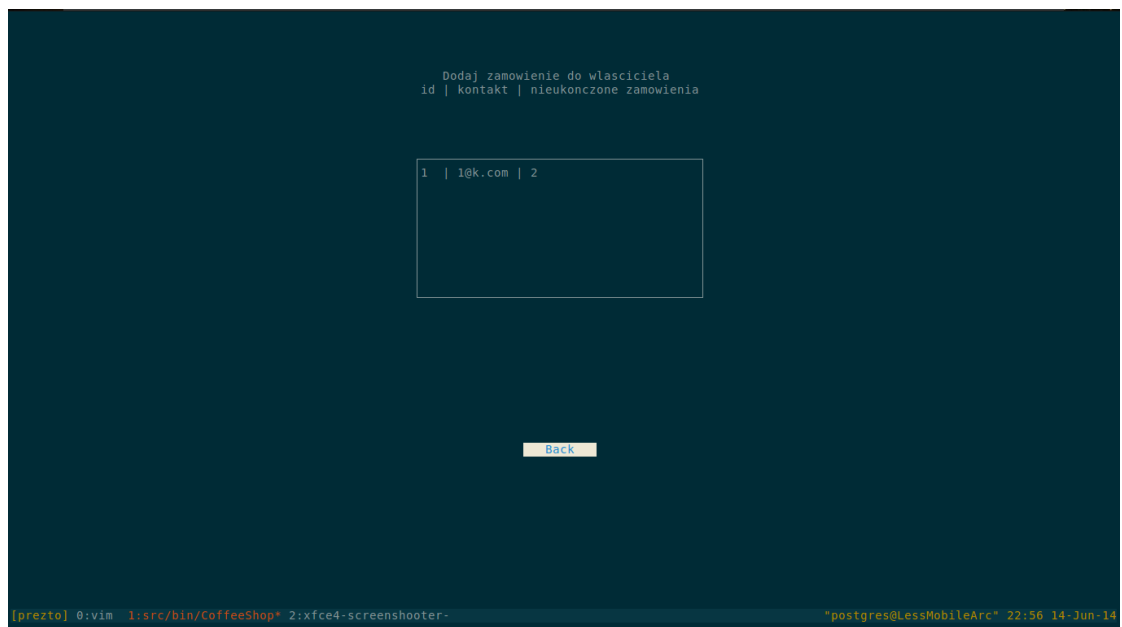 Dodaj zamowienie do wlasciciela
id | kontakt | nieukonczone zamowienia
1 | 1@k.com | 2
Back
[prezto] 0:vim 1:src/bin/CoffeeShop* 2:xfce4-screenshooter- "postgres@LessMobileArc" 22:56 14-Jun-14